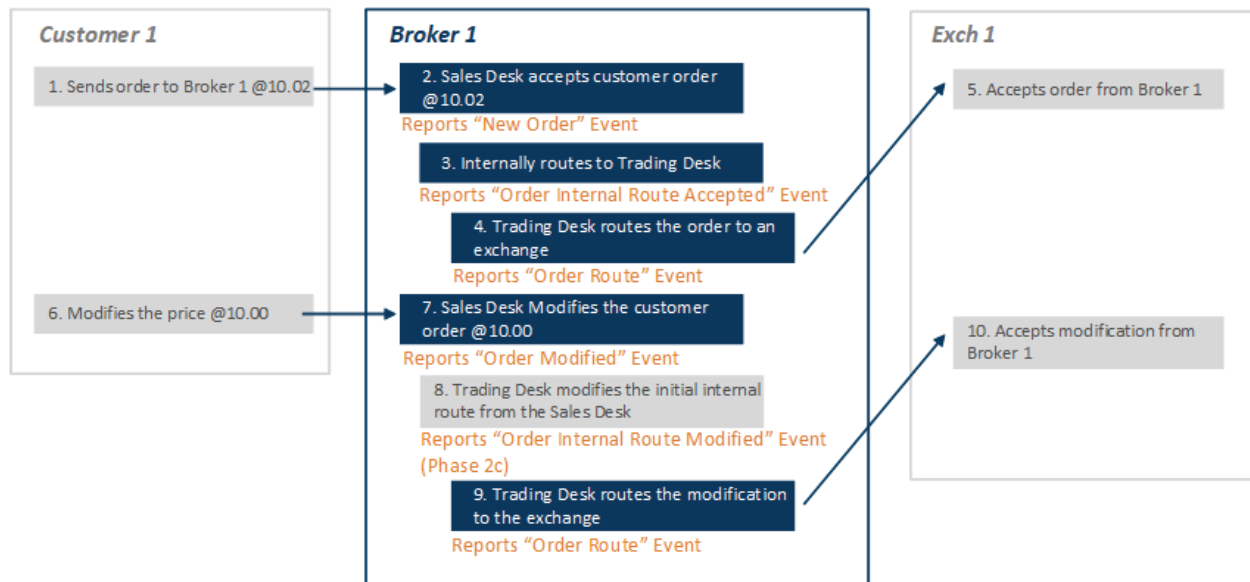 Customer 1
1. Sends order to Broker 1 @10.02
6. Modifies the price @10.00
Broker 1
2. Sales Desk accepts customer order
@10.02
Reports “New Order” Event
3. Internally routes to Trading Desk
Reports “Order Internal Route Accepted” Event
4. Trading Desk routes the order to an
exchange
Reports “Order Route” Event
7. Sales Desk Modifies the customer
order @10.00
Reports “Order Modified” Event
8. Trading Desk modifies the initial internal
route from the Sales Desk
Reports “Order Internal Route Modified” Event
(Phase 2c)
9. Trading Desk routes the modification
to the exchange
Reports “Order Route” Event
Exch 1
5. Accepts order from Broker 1
10. Accepts modification from
Broker 1